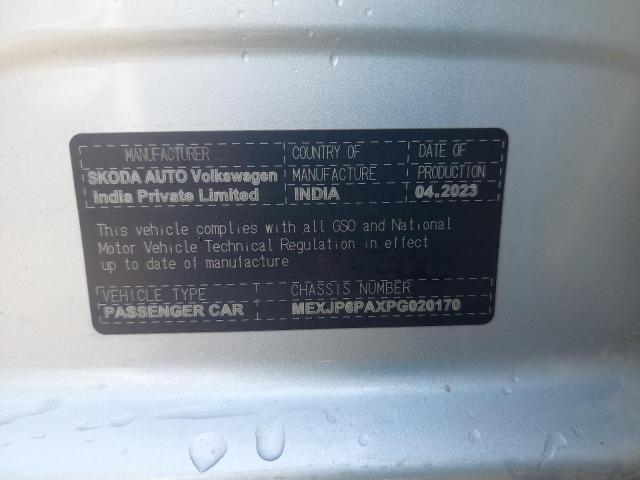 MANUFACTURER
SKODA AUTO Volkswagen
India Private Limited
COUNTRY OF
MANUFACTURE
INDIA
DATE OF
PRODUCTION
04.2023
This vehicle complies with all GSO and National
Motor Vehicle Technical Regulation in effect
up to date of manufacture
VEHICLE TYPE
PASSENGER CAR
CHASSIS NUMBER
MEXJP6PAXPG020170